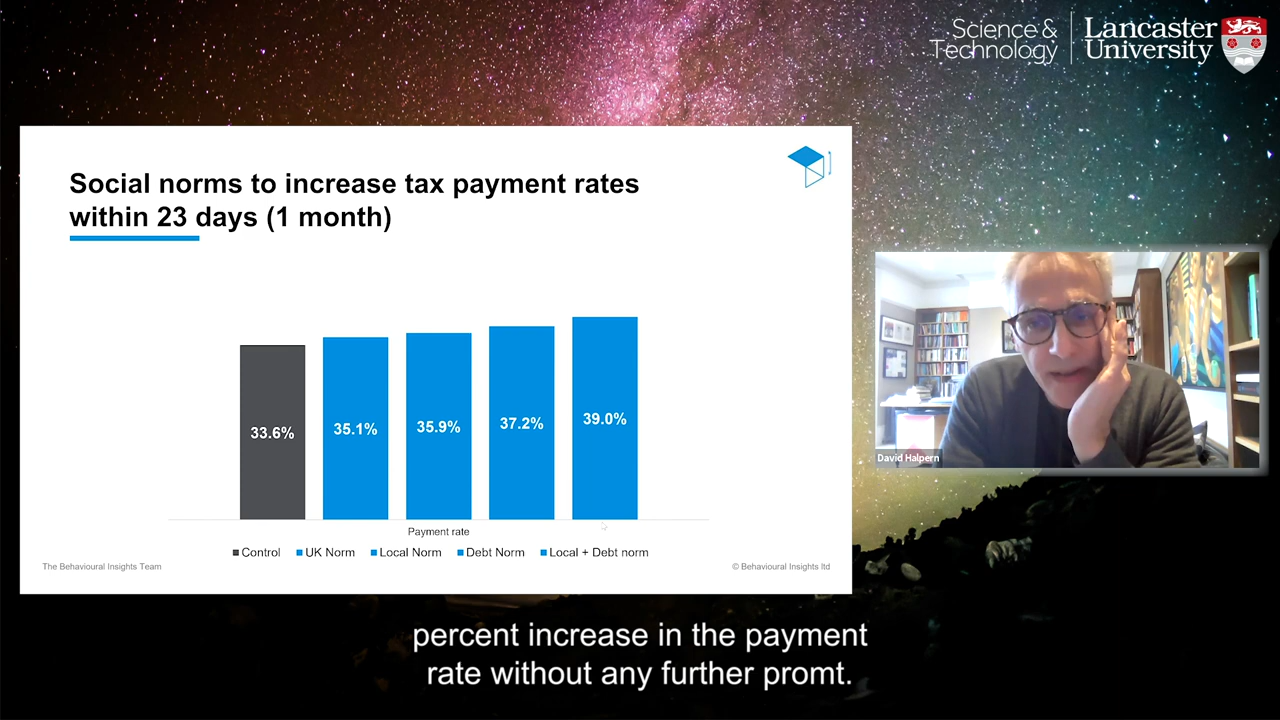 Science &
Technology
Lancaster
University
Social norms to increase tax payment rates
within 23 days (1 month)
33.6%
35.1%
35.9%
37.2%
39.0%
Payment rate
Control
UK Norm
Local Norm
Debt Norm
Local + Debt norm
The Behavioural Insights Team
© Behavioural Insights ltd
David Halpern
percent increase in the payment
rate without any further promt.